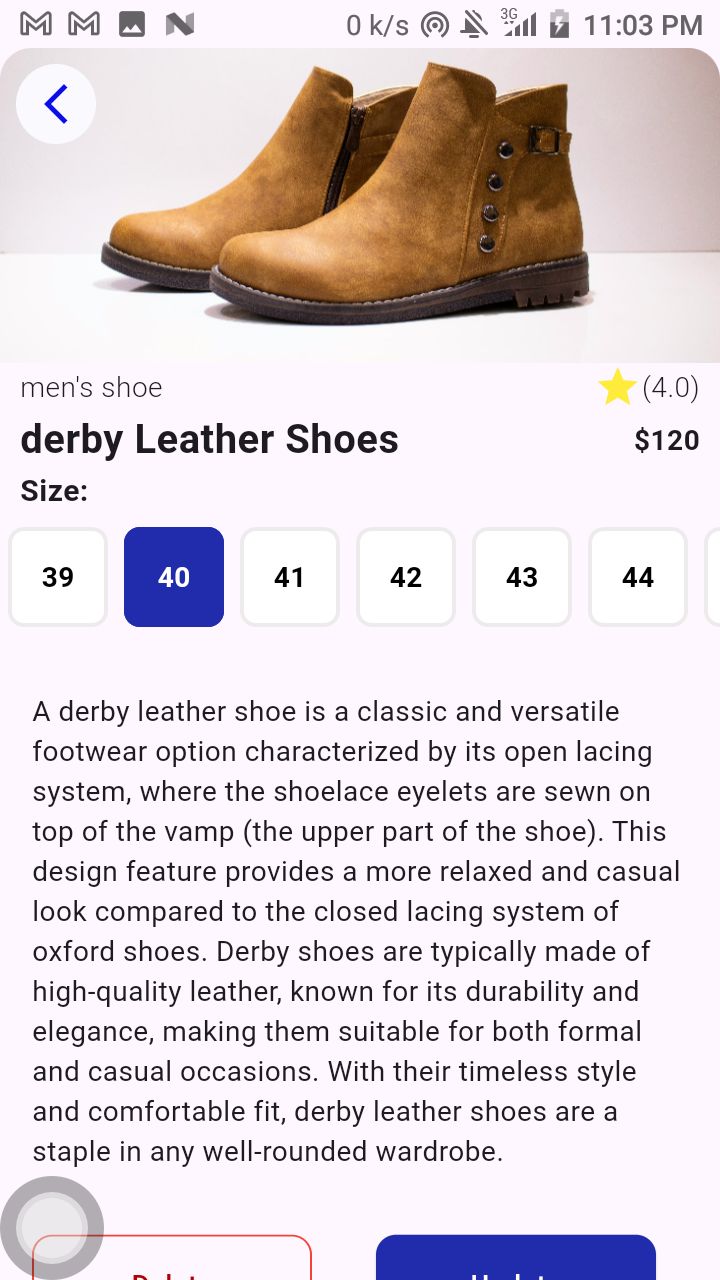 0 k/s 3G 11:03 PM
men's shoe (4.0)
derby Leather Shoes $120
Size:
39 40 41 42 43 44
A derby leather shoe is a classic and versatile
footwear option characterized by its open lacing
system, where the shoelace eyelets are sewn on
top of the vamp (the upper part of the shoe). This
design feature provides a more relaxed and casual
look compared to the closed lacing system of
oxford shoes. Derby shoes are typically made of
high-quality leather, known for its durability and
elegance, making them suitable for both formal
and casual occasions. With their timeless style
and comfortable fit, derby leather shoes are a
staple in any well-rounded wardrobe.